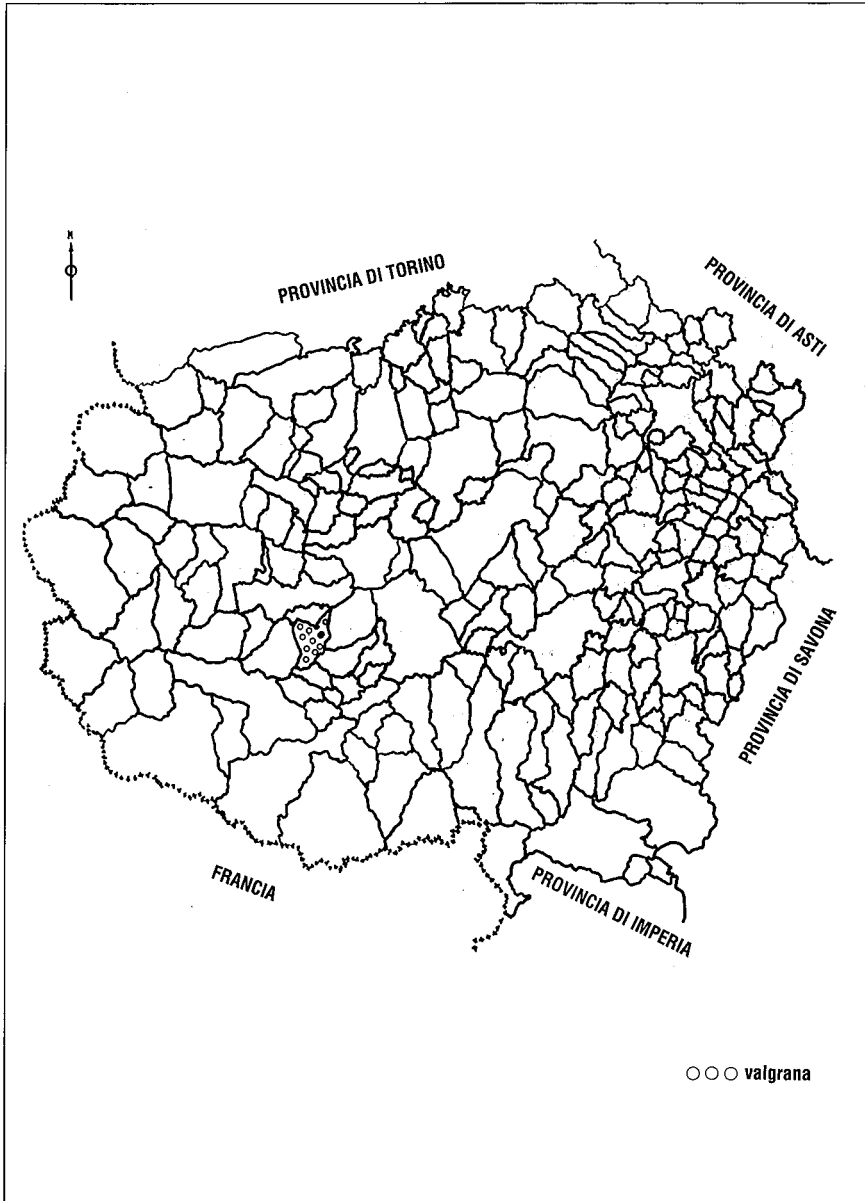 N
PROVINCIA DI TORINO
PROVINCIA DI ASTI
PROVINCIA DI SAVONA
FRANCIA
PROVINCIA DI IMPERIA
valgrana